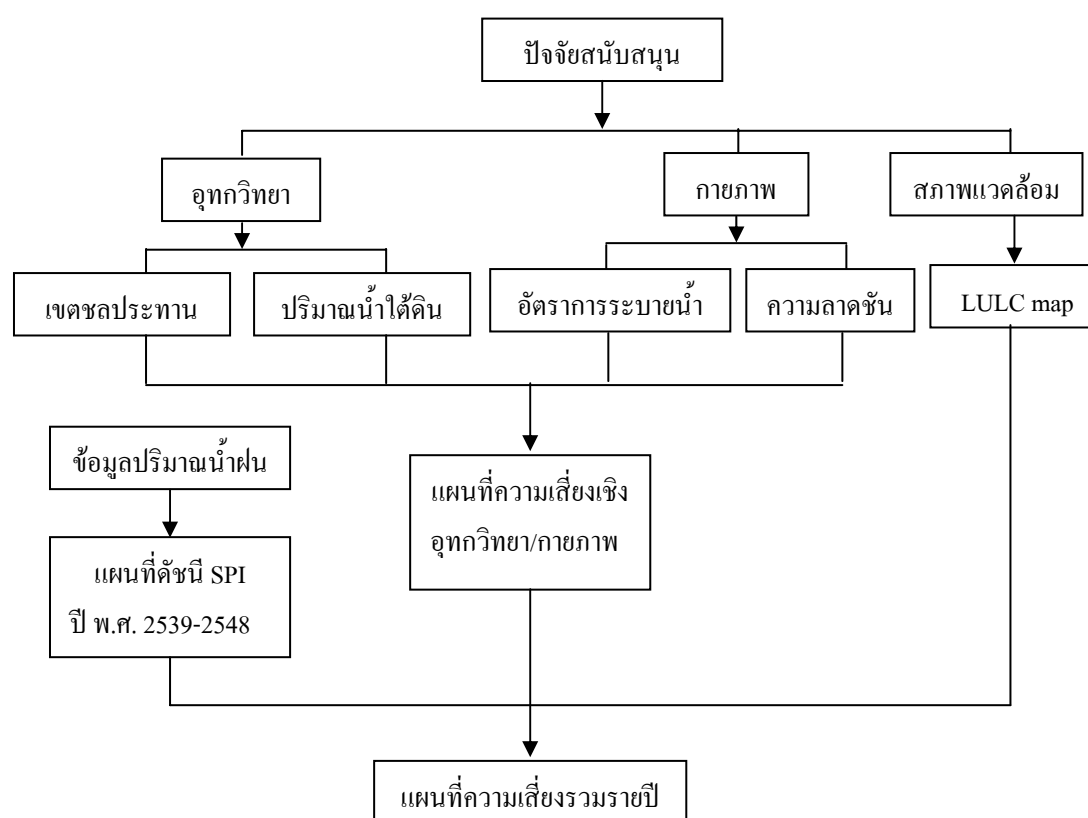 ปัจจัยสนับสนุน
อุทกวิทยา
กายภาพ
สภาพแวดล้อม
เขตชลประทาน
ปริมาณน้ำใต้ดิน
อัตราการระบายน้ำ
ความลาดชัน
LULC map
ข้อมูลปริมาณน้ำฝน
แผนที่ความเสี่ยงเชิง
อุทกวิทยา/กายภาพ
แผนที่ดัชนี SPI
ปี พ.ศ. 2539-2548
แผนที่ความเสี่ยงรวมรายปี